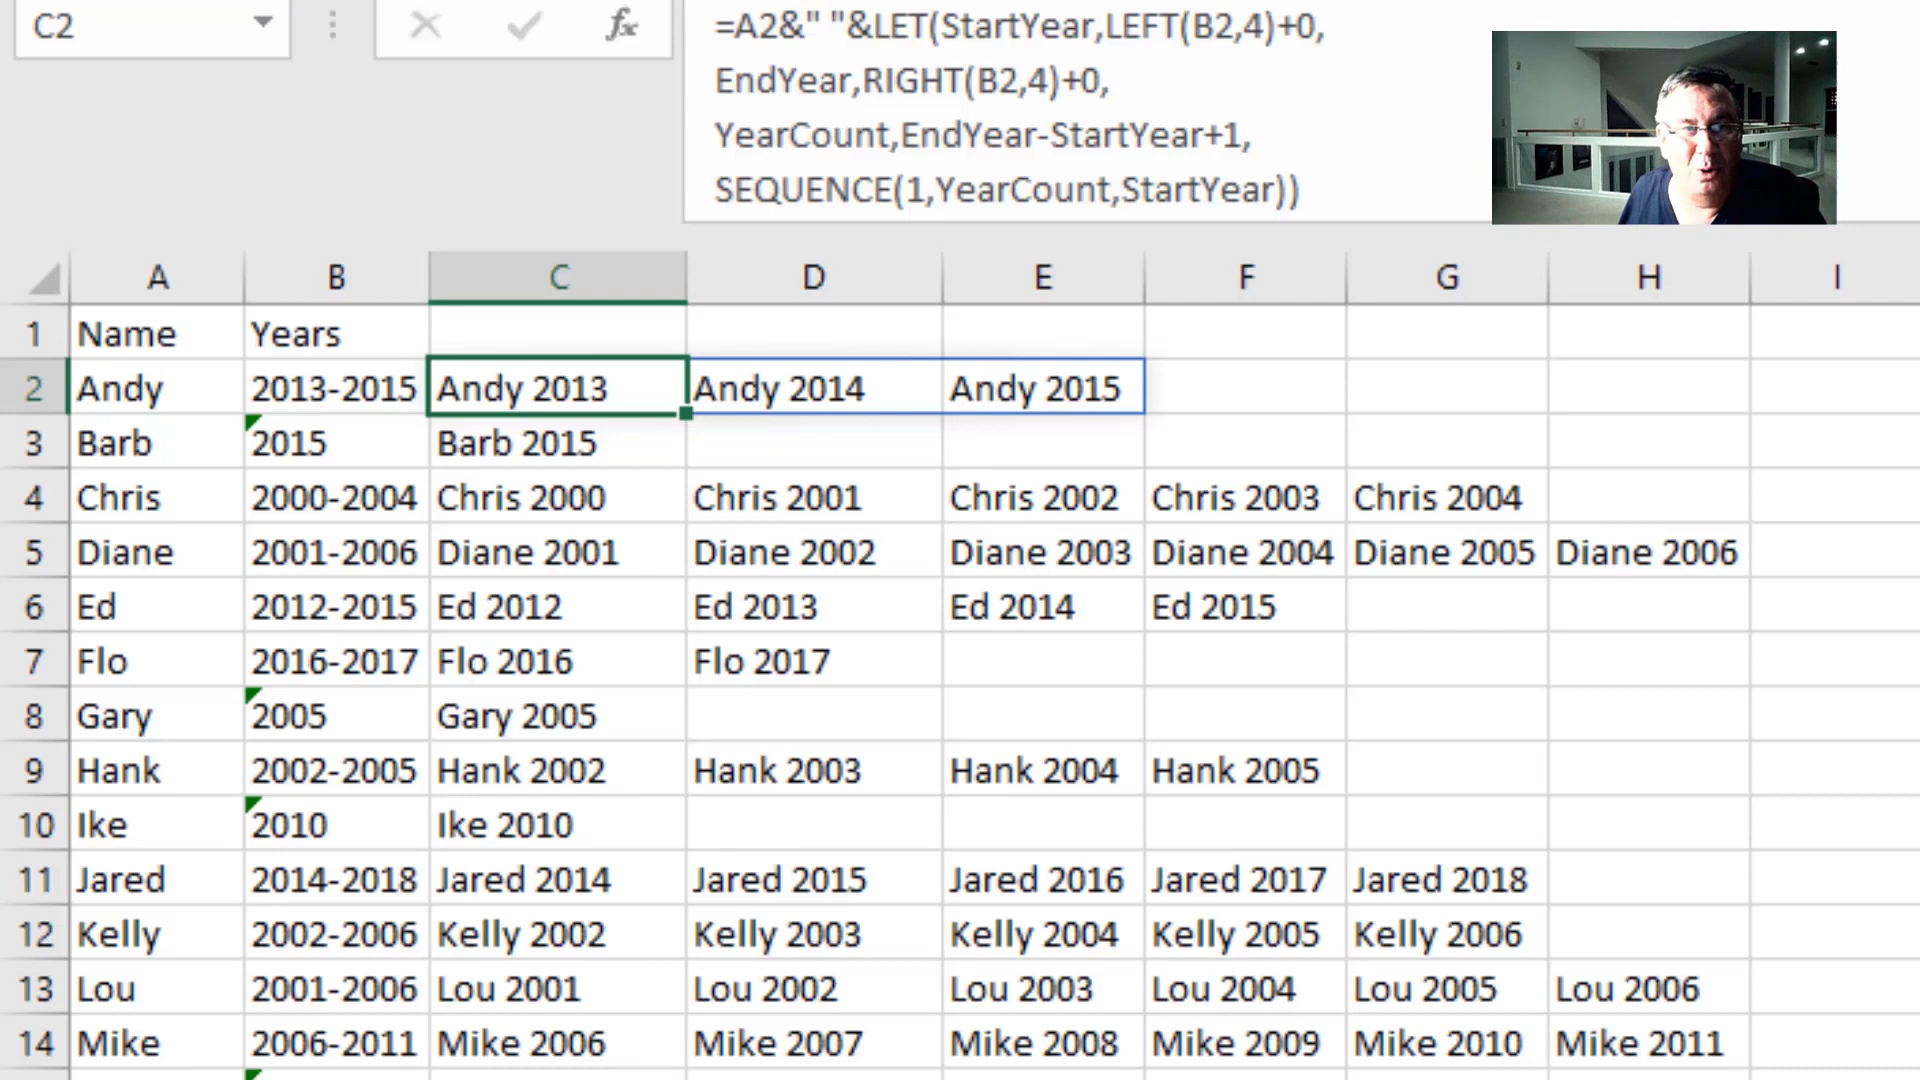 C2
fx
=A2&" "&LET(StartYear,LEFT(B2,4)+0,
EndYear,RIGHT(B2,4)+0,
YearCount,EndYear-StartYear+1,
SEQUENCE(1,YearCount,StartYear))
A B C D E F G H I
1 Name Years
2 Andy 2013-2015 Andy 2013 Andy 2014 Andy 2015
3 Barb 2015 Barb 2015
4 Chris 2000-2004 Chris 2000 Chris 2001 Chris 2002 Chris 2003 Chris 2004
5 Diane 2001-2006 Diane 2001 Diane 2002 Diane 2003 Diane 2004 Diane 2005 Diane 2006
6 Ed 2012-2015 Ed 2012 Ed 2013 Ed 2014 Ed 2015
7 Flo 2016-2017 Flo 2016 Flo 2017
8 Gary 2005 Gary 2005
9 Hank 2002-2005 Hank 2002 Hank 2003 Hank 2004 Hank 2005
10 Ike 2010 Ike 2010
11 Jared 2014-2018 Jared 2014 Jared 2015 Jared 2016 Jared 2017 Jared 2018
12 Kelly 2002-2006 Kelly 2002 Kelly 2003 Kelly 2004 Kelly 2005 Kelly 2006
13 Lou 2001-2006 Lou 2001 Lou 2002 Lou 2003 Lou 2004 Lou 2005 Lou 2006
14 Mike 2006-2011 Mike 2006 Mike 2007 Mike 2008 Mike 2009 Mike 2010 Mike 2011